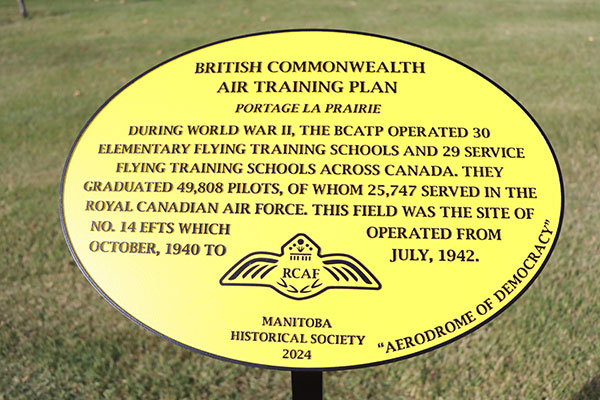 BRITISH COMMONWEALTH
AIR TRAINING PLAN
PORTAGE LA PRAIRIE
DURING WORLD WAR II, THE BCATP OPERATED 30
ELEMENTARY FLYING TRAINING SCHOOLS AND 29 SERVICE
FLYING TRAINING SCHOOLS ACROSS CANADA. THEY
GRADUATED 49,808 PILOTS, OF WHOM 25,747 SERVED IN THE
ROYAL CANADIAN AIR FORCE. THIS FIELD WAS THE SITE OF
NO. 14 EFTS WHICH OPERATED FROM
OCTOBER, 1940 TO JULY, 1942.
RCAF
MANITOBA
HISTORICAL SOCIETY
2024
"AERODROME OF DEMOCRACY"